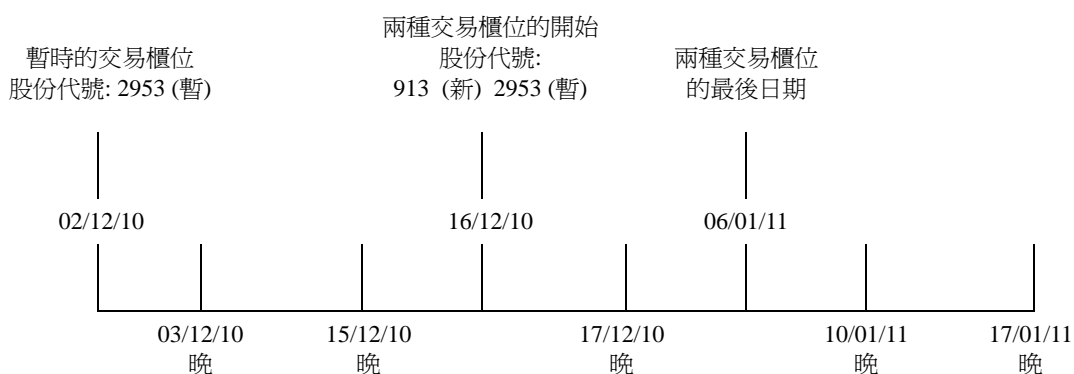 暫時的交易櫃位
股份代號: 2953 (暫)
兩種交易櫃位的開始
股份代號:
913 (新) 2953 (暫)
兩種交易櫃位
的最後日期
02/12/10
16/12/10
06/01/11
03/12/10
晚
15/12/10
晚
17/12/10
晚
10/01/11
晚
17/01/11
晚